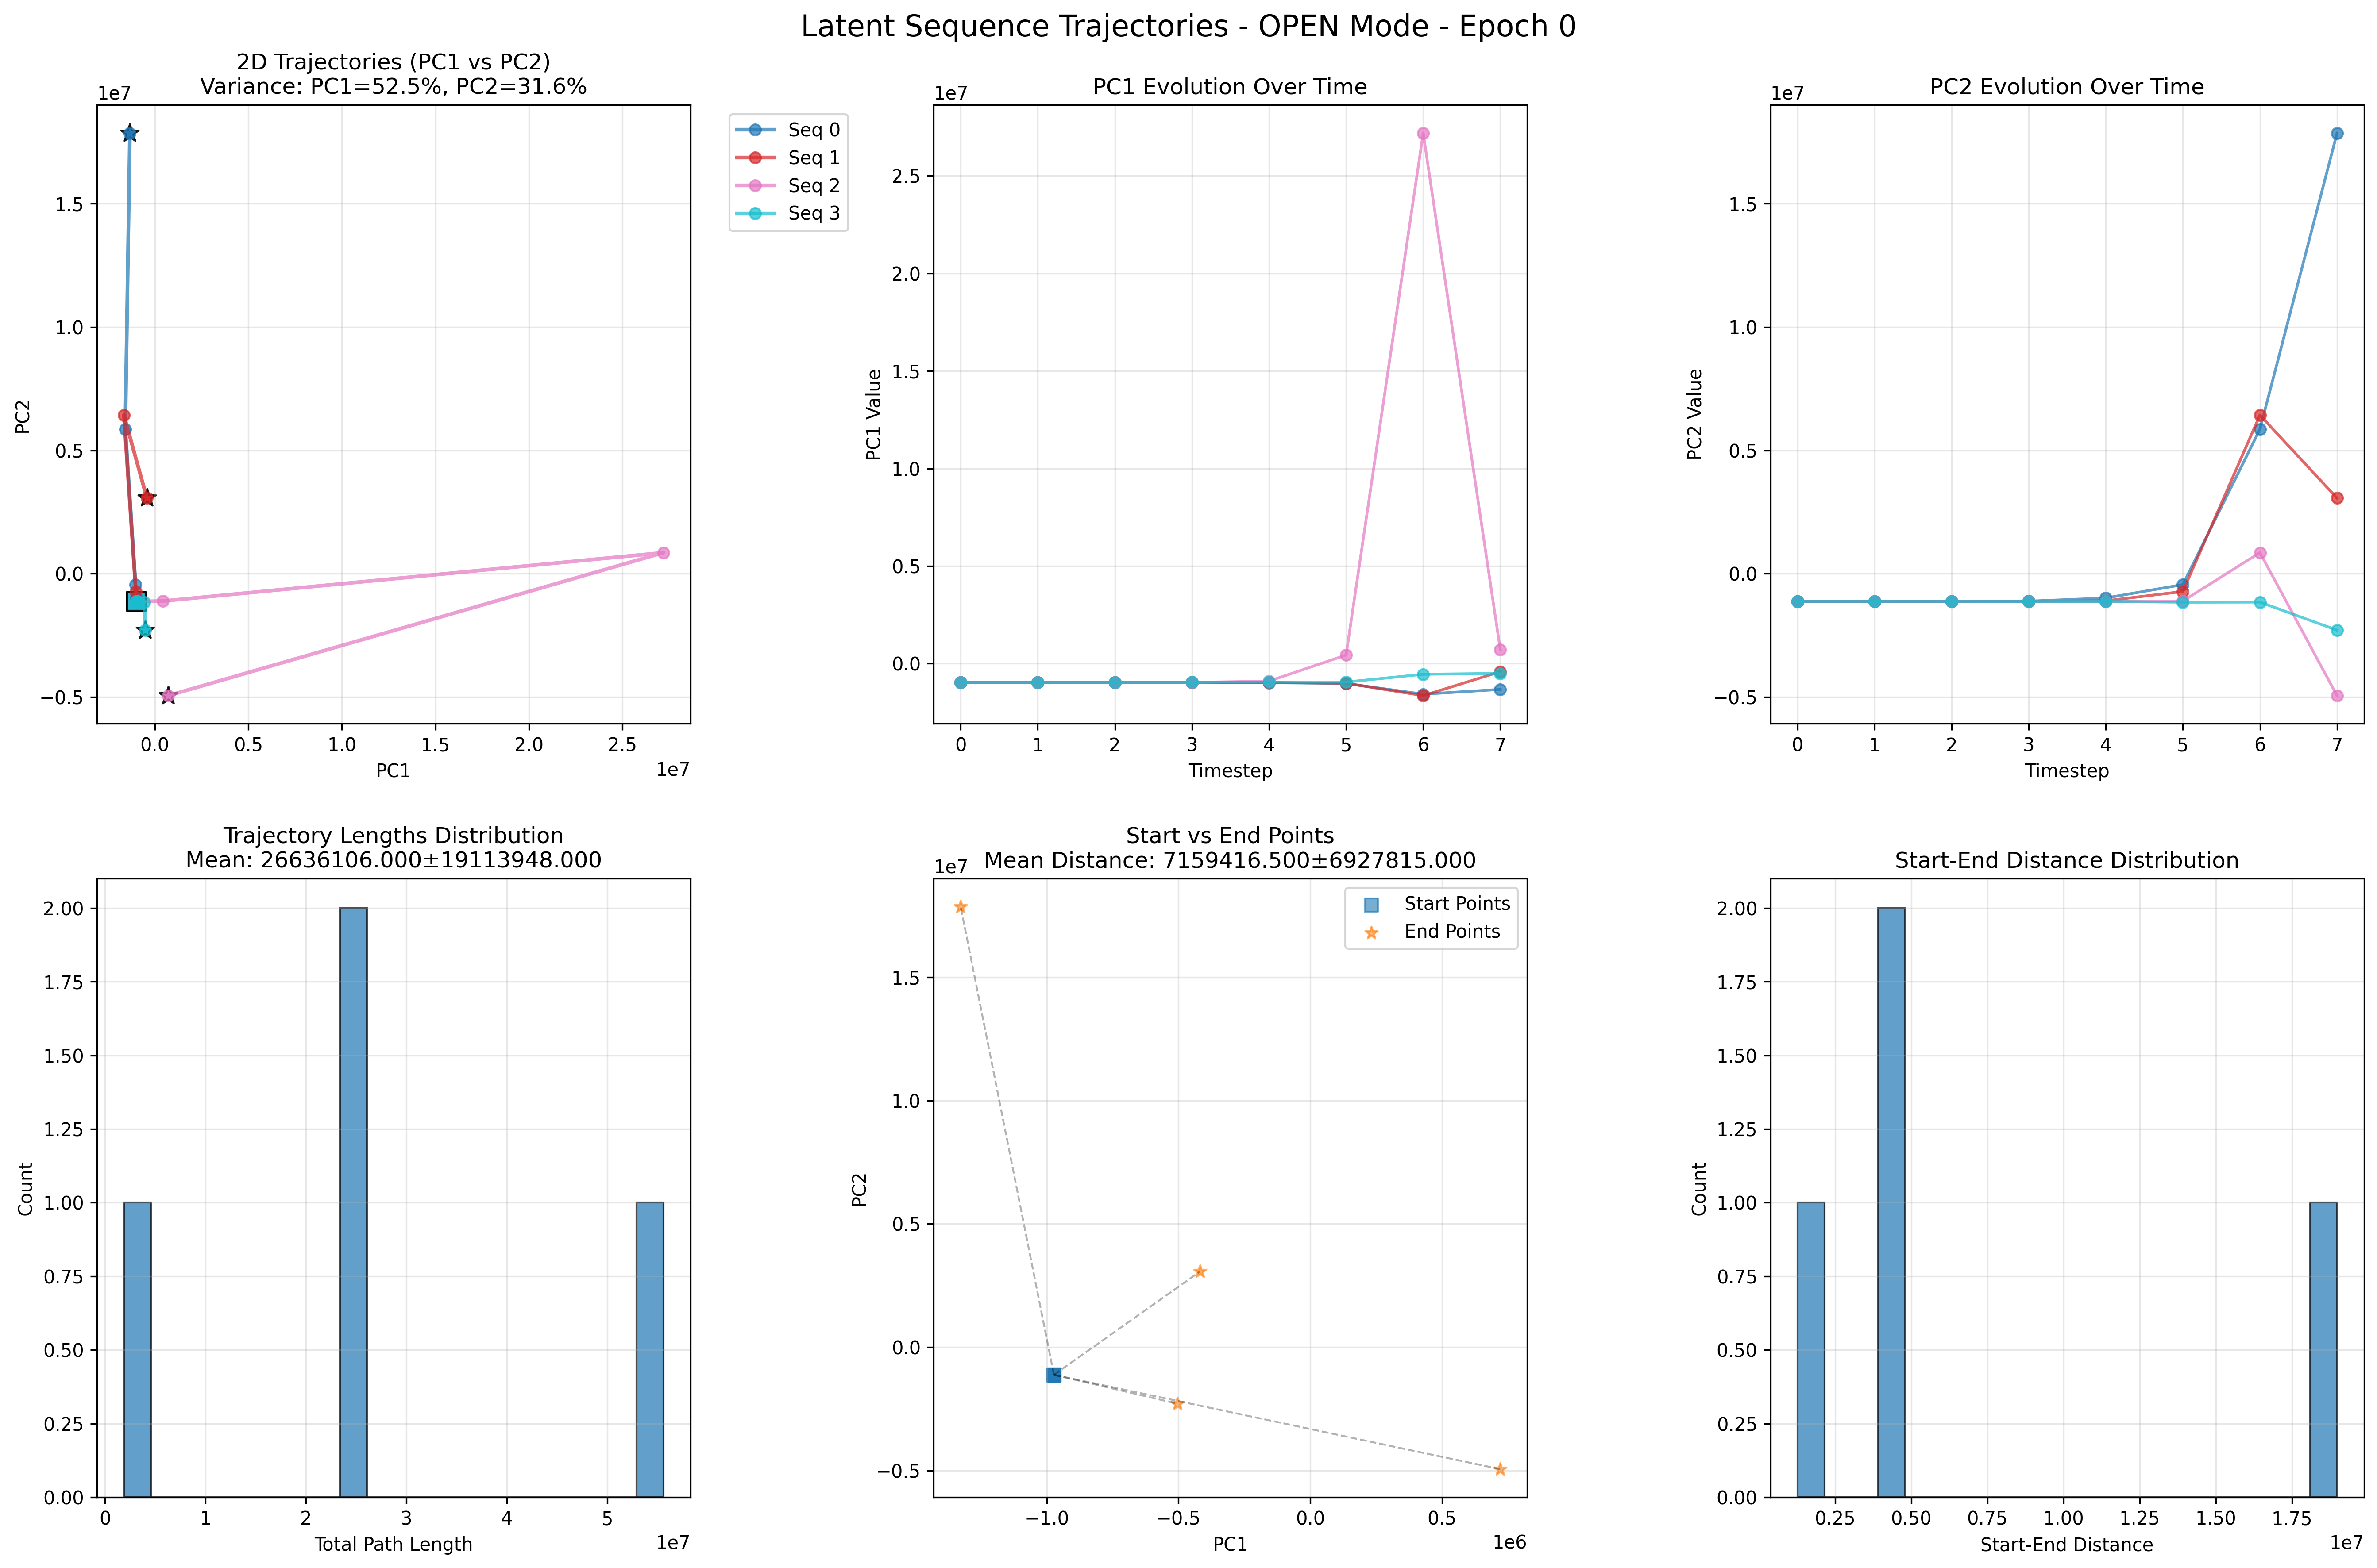 Latent Sequence Trajectories - OPEN Mode - Epoch 0
2D Trajectories (PC1 vs PC2)
Variance: PC1=52.5%, PC2=31.6%
1e7
1.5
1.0
0.5
0.0
−0.5
PC2
0.0 0.5 1.0 1.5 2.0 2.5
1e7
PC1
Seq 0
Seq 1
Seq 2
Seq 3
PC1 Evolution Over Time
1e7
2.5
2.0
1.5
1.0
0.5
0.0
PC1 Value
0 1 2 3 4 5 6 7
Timestep
PC2 Evolution Over Time
1e7
1.5
1.0
0.5
0.0
−0.5
PC2 Value
0 1 2 3 4 5 6 7
Timestep
Trajectory Lengths Distribution
Mean: 26636106.000±19113948.000
2.00
1.75
1.50
1.25
1.00
0.75
0.50
0.25
0.00
Count
0 1 2 3 4 5
1e7
Total Path Length
Start vs End Points
Mean Distance: 7159416.500±6927815.000
1e7
Start Points
End Points
1.5
1.0
0.5
0.0
−0.5
PC2
−1.0 −0.5 0.0 0.5
1e6
PC1
Start-End Distance Distribution
2.00
1.75
1.50
1.25
1.00
0.75
0.50
0.25
0.00
Count
0.25 0.50 0.75 1.00 1.25 1.50 1.75
1e7
Start-End Distance